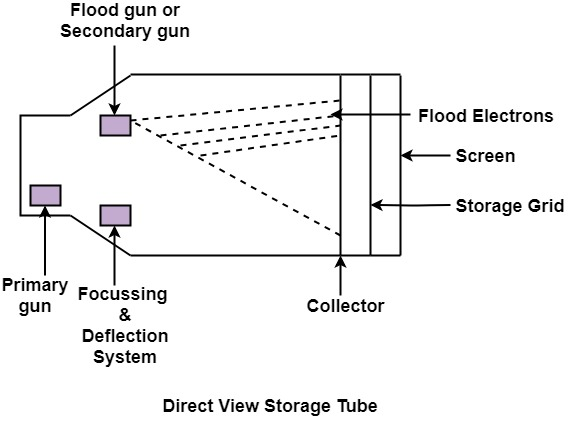 Flood gun or
Secondary gun
Flood Electrons
Screen
Storage Grid
Primary
gun
Focussing
&
Deflection
System
Collector
Direct View Storage Tube